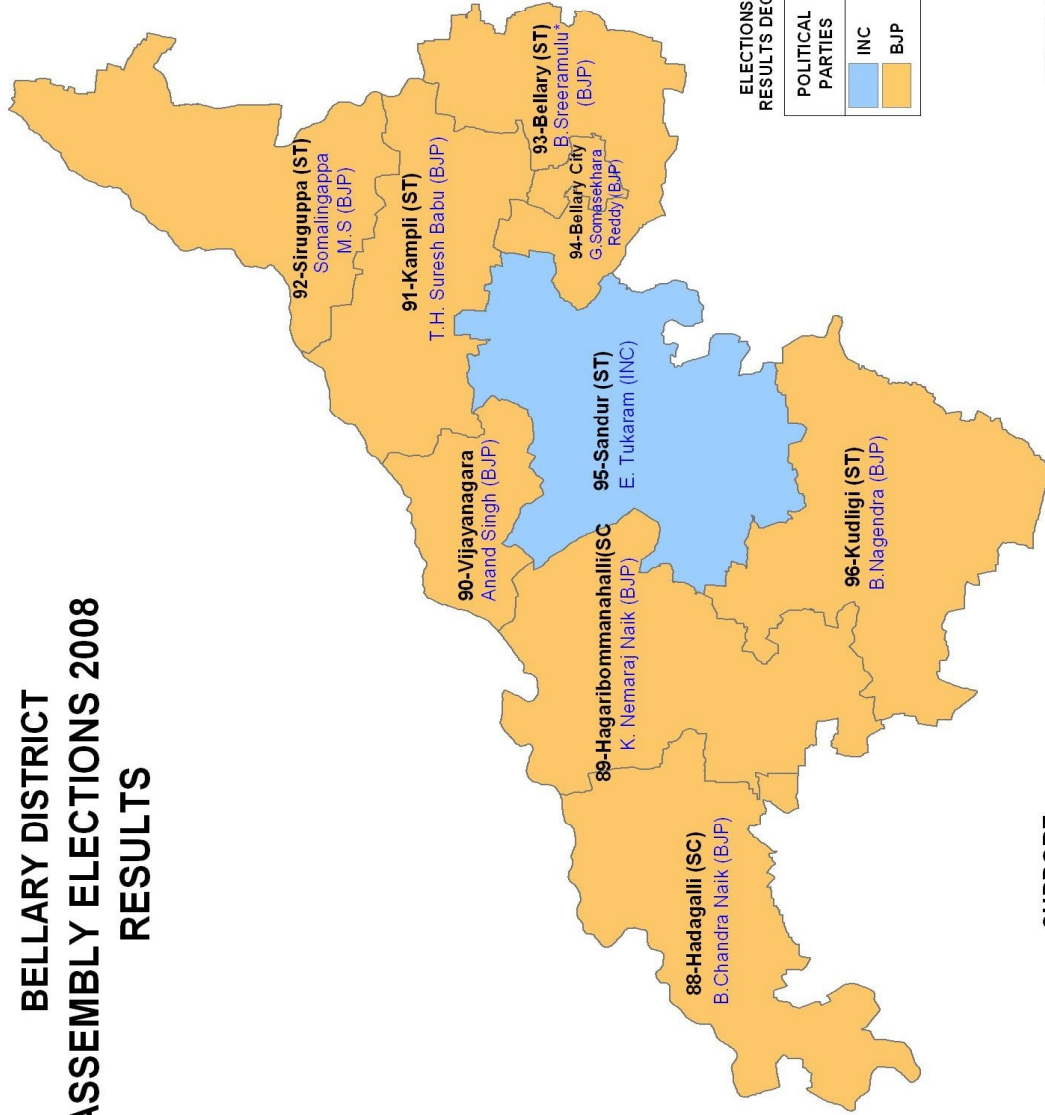 BELLARY DISTRICT
ASSEMBLY ELECTIONS 2008
RESULTS
92-Siruguppa (ST)
Somalingappa
M.S (BJP)
91-Kampli (ST)
T.H. Suresh Babu (BJP)
93-Bellary (ST)
B.Sreeramulu*
(BJP)
94-Bellary City
G.Somasekhara
Reddy (BJP)
90-Vijayanagara
Anand Singh (BJP)
95-Sandur (ST)
E. Tukaram (INC)
89-Hagaribommanahalli(SC
K. Nemaraj Naik (BJP)
96-Kudligi (ST)
B.Nagendra (BJP)
88-Hadagalli (SC)
B.Chandra Naik (BJP)
ELECTIONS
RESULTS DEC
POLITICAL
PARTIES
INC
BJP